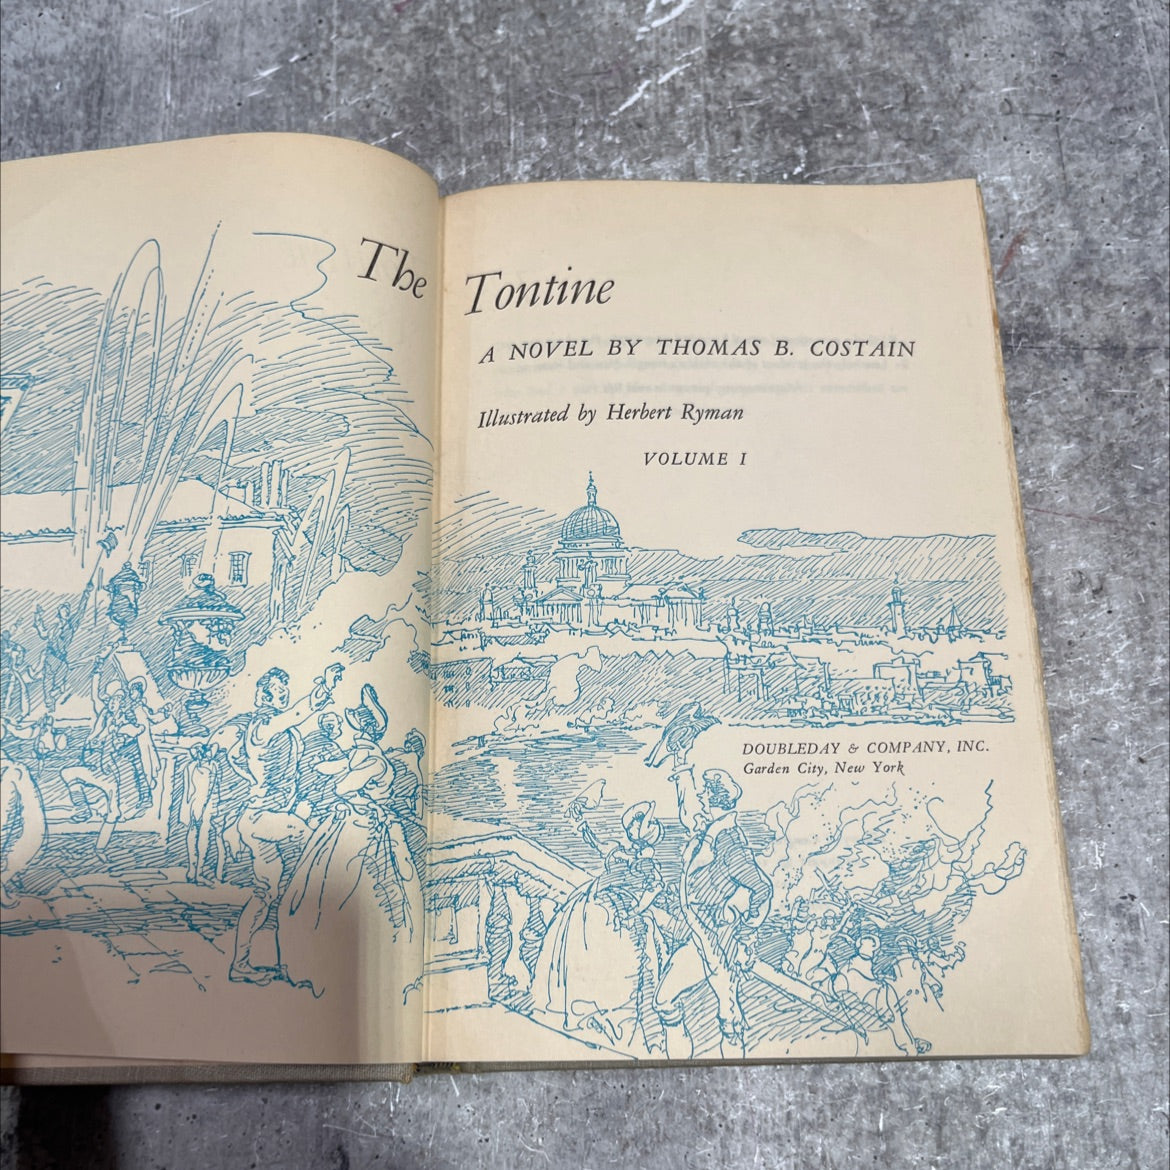 The Tontine
A NOVEL BY THOMAS B. COSTAIN
Illustrated by Herbert Ryman
VOLUME I
DOUBLEDAY & COMPANY, INC.
Garden City, New York